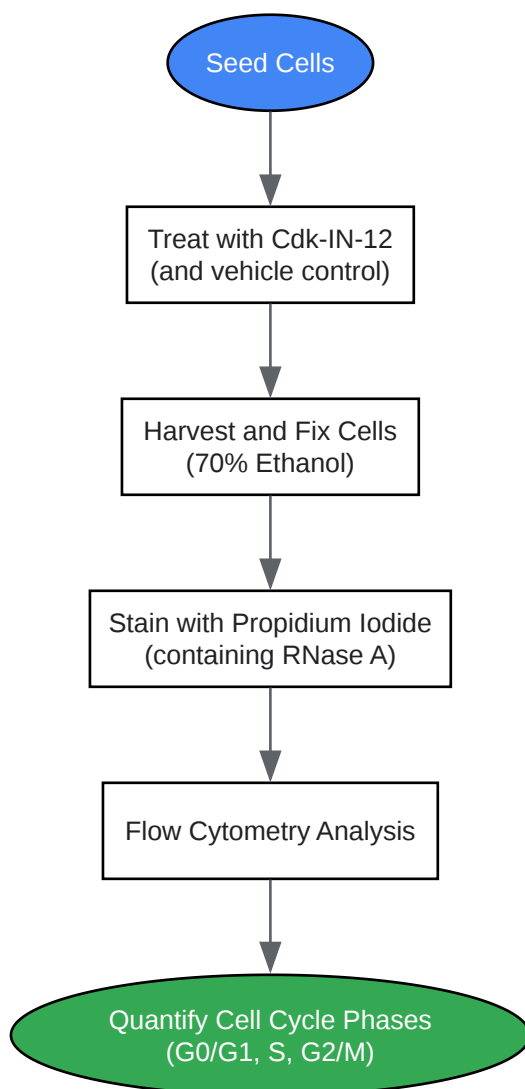 Seed Cells
Treat with Cdk-IN-12
(and vehicle control)
Harvest and Fix Cells
(70% Ethanol)
Stain with Propidium Iodide
(containing RNase A)
Flow Cytometry Analysis
Quantify Cell Cycle Phases
(G0/G1, S, G2/M)